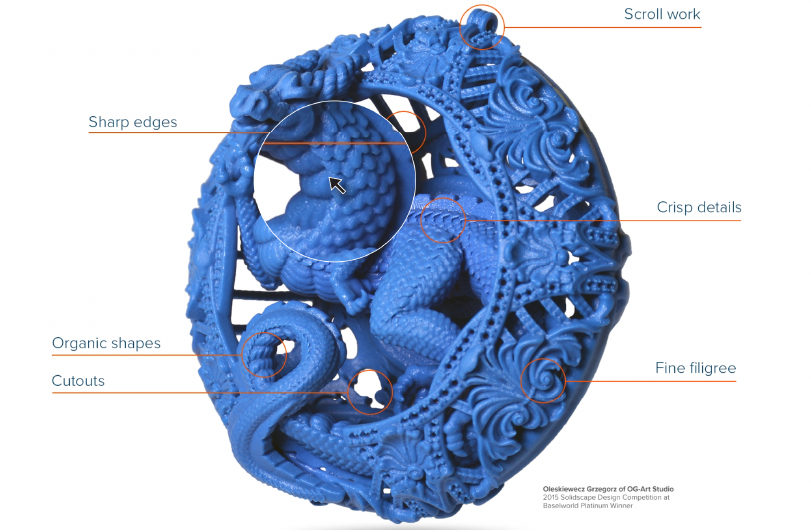 Scroll work
Sharp edges
Crisp details
Organic shapes
Fine filigree
Cutouts
Oleskiewecz Grzegorz of OG-Art Studio
2015 Solidscape Design Competition at
Baselworld Platinum Winner